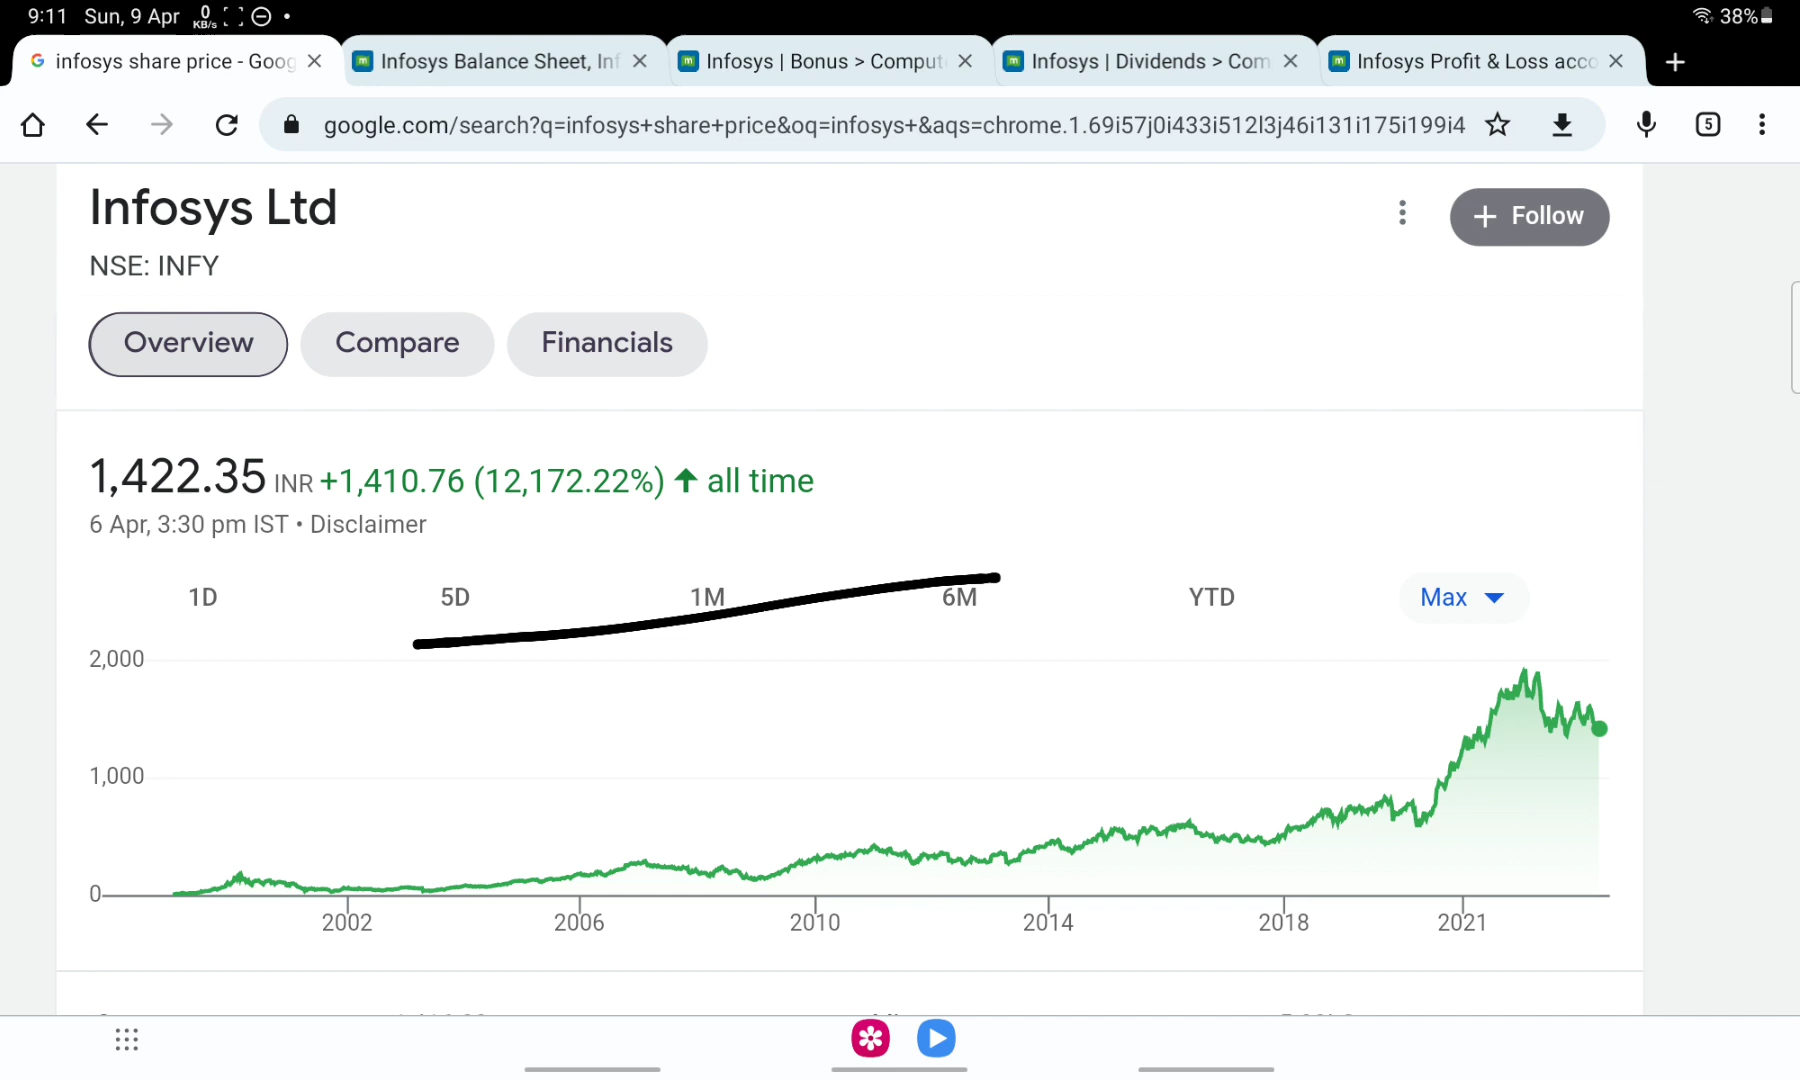 9:11 Sun, 9 Apr 0 KB/s 38%
infosys share price - Goog Infosys Balance Sheet, Inf Infosys | Bonus > Comput Infosys | Dividends > Com Infosys Profit & Loss acco
google.com/search?q=infosys+share+price&oq=infosys+&aqs=chrome.1.69i57j0i433i512l3j46i131i175i199i4 5
Infosys Ltd
+ Follow
NSE: INFY
Overview Compare Financials
1,422.35 INR +1,410.76 (12,172.22%) ↑ all time
6 Apr, 3:30 pm IST • Disclaimer
1D 5D 1M 6M YTD Max
2,000
1,000
0
2002 2006 2010 2014 2018 2021